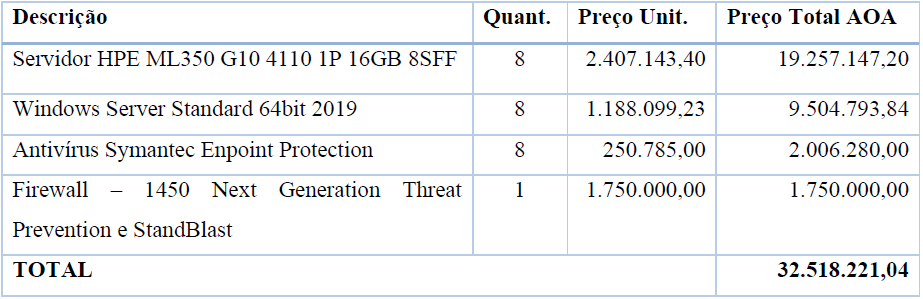 Descrição Quant. Preço Unit. Preço Total AOA
Servidor HPE ML350 G10 4110 1P 16GB 8SFF 8 2.407.143,40 19.257.147,20
Windows Server Standard 64bit 2019 8 1.188.099,23 9.504.793,84
Antivírus Symantec Enpoint Protection 8 250.785,00 2.006.280,00
Firewall – 1450 Next Generation Threat 1 1.750.000,00 1.750.000,00
Prevention e StandBlast
TOTAL 32.518.221,04